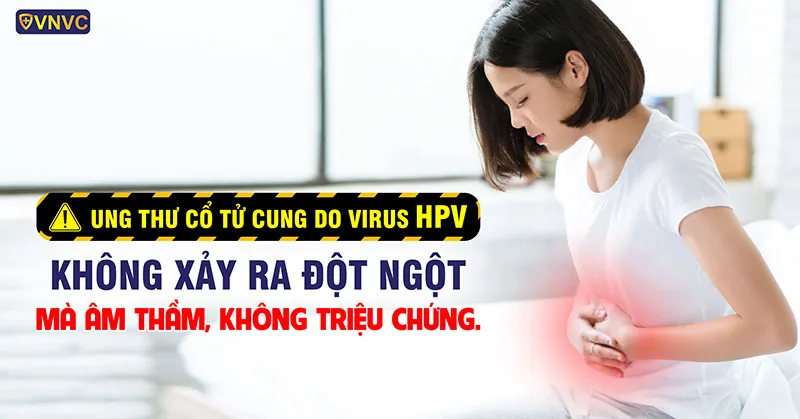 VNVC
UNG THƯ CỔ TỬ CUNG DO VIRUS HPV
KHÔNG XẢY RA ĐỘT NGỘT
MÀ ÂM THẦM, KHÔNG TRIỆU CHỨNG.